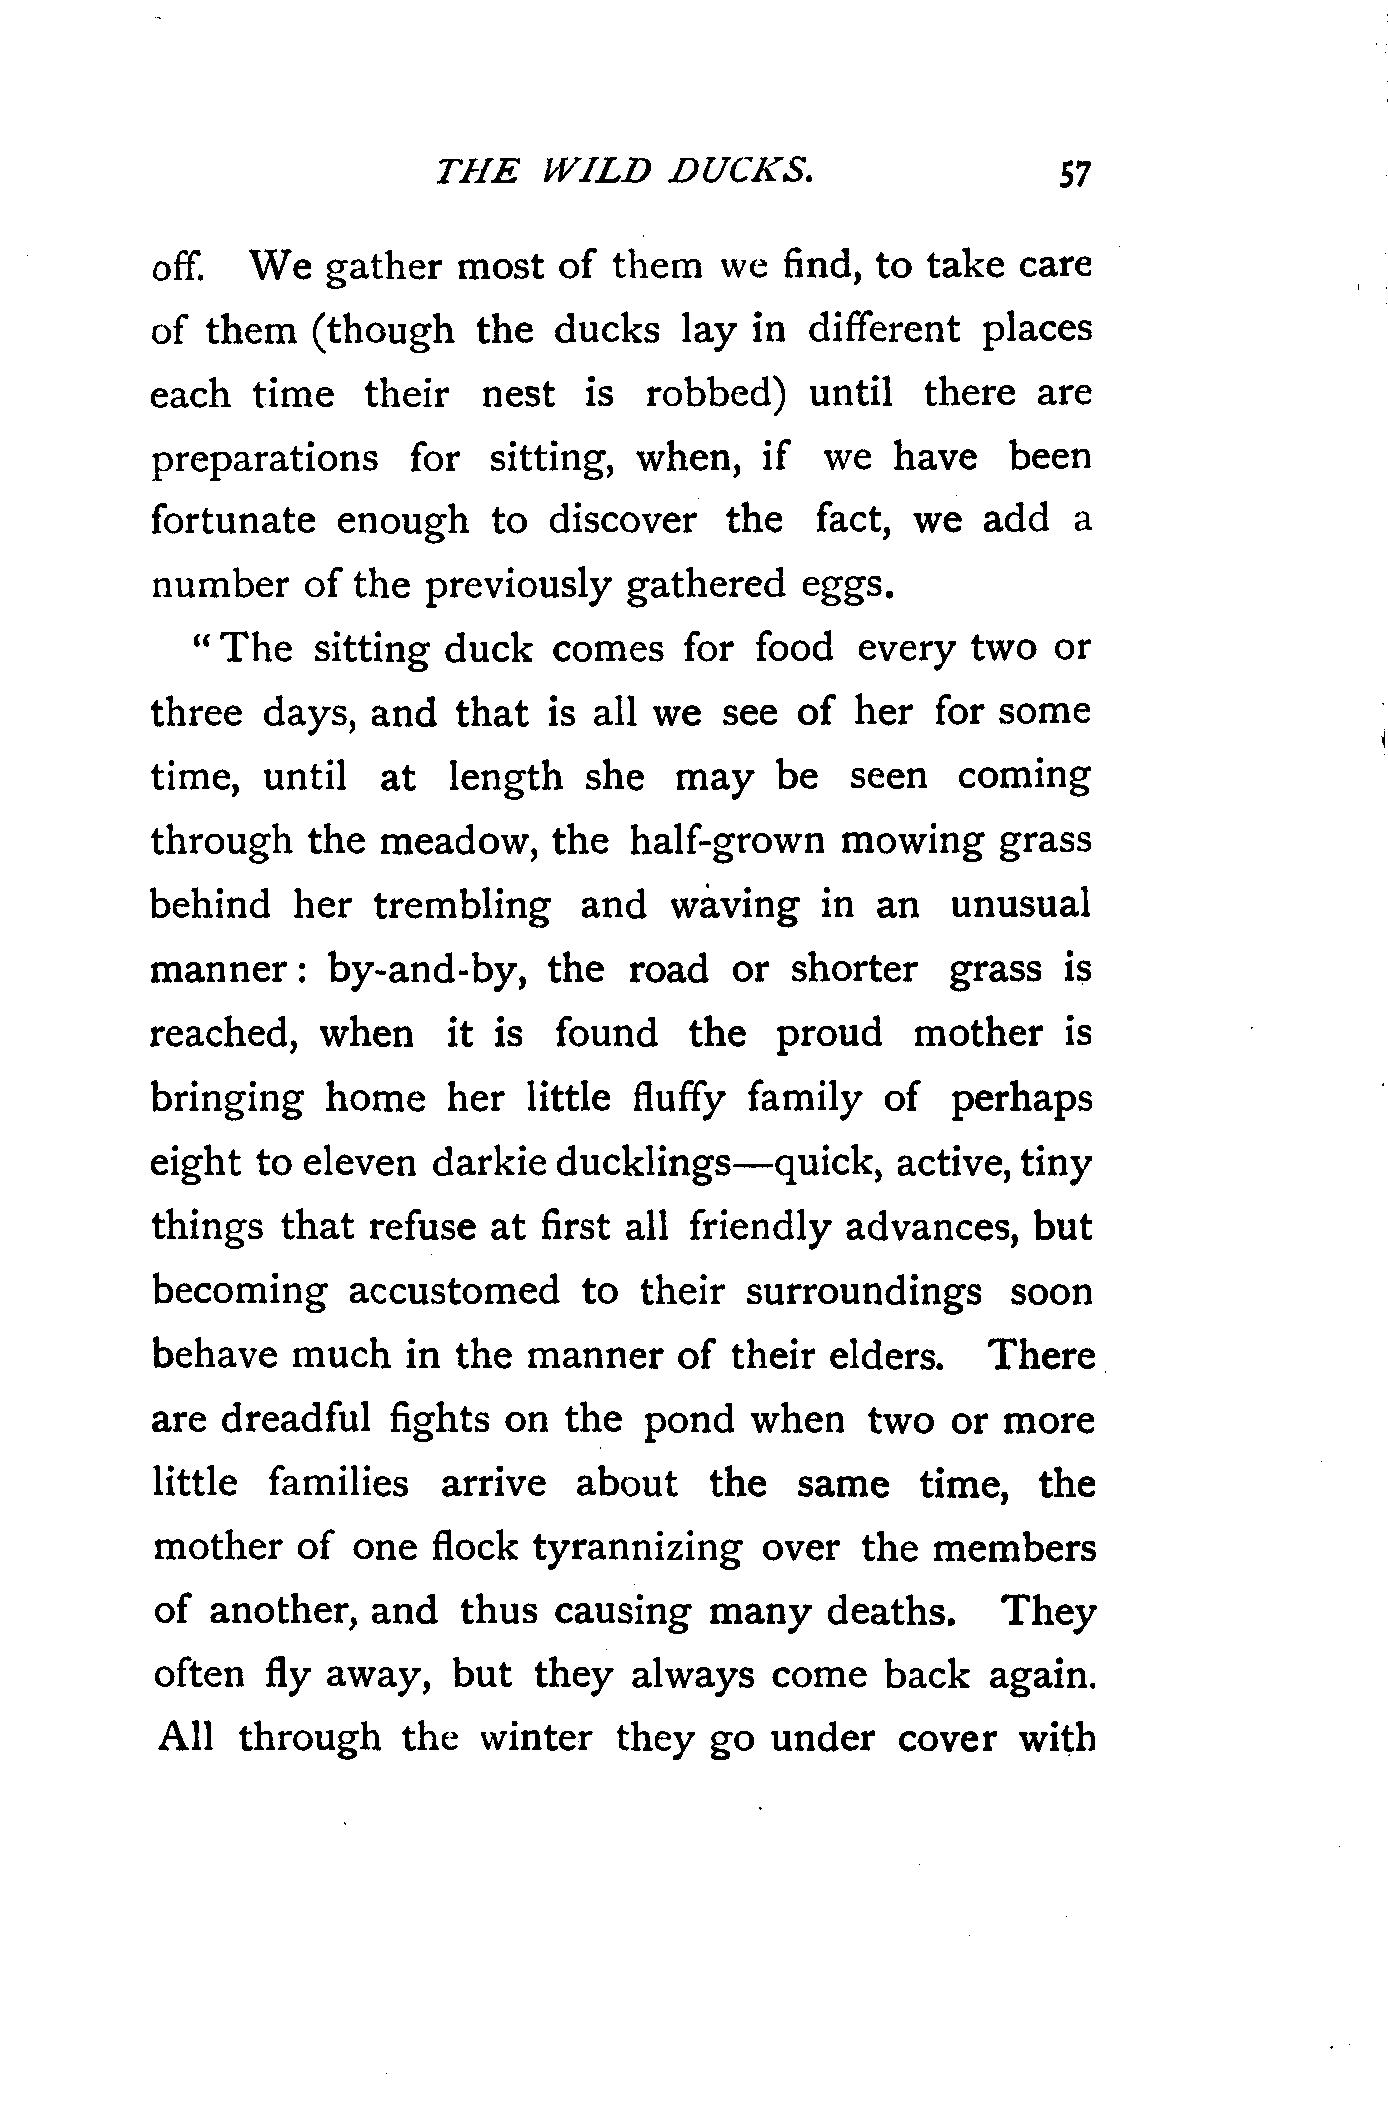 THE WILD DUCKS. 57
off. We gather most of them we find, to take care
of them (though the ducks lay in different places
each time their nest is robbed) until there are
preparations for sitting, when, if we have been
fortunate enough to discover the fact, we add a
number of the previously gathered eggs.
“ The sitting duck comes for food every two or
three days, and that is all we see of her for some
time, until at length she may be seen coming
through the meadow, the half-grown mowing grass
behind her trembling and waving in an unusual
manner : by-and-by, the road or shorter grass is
reached, when it is found the proud mother is
bringing home her little fluffy family of perhaps
eight to eleven darkie ducklings—quick, active, tiny
things that refuse at first all friendly advances, but
becoming accustomed to their surroundings soon
behave much in the manner of their elders. There
are dreadful fights on the pond when two or more
little families arrive about the same time, the
mother of one flock tyrannizing over the members
of another, and thus causing many deaths. They
often fly away, but they always come back again.
All through the winter they go under cover with